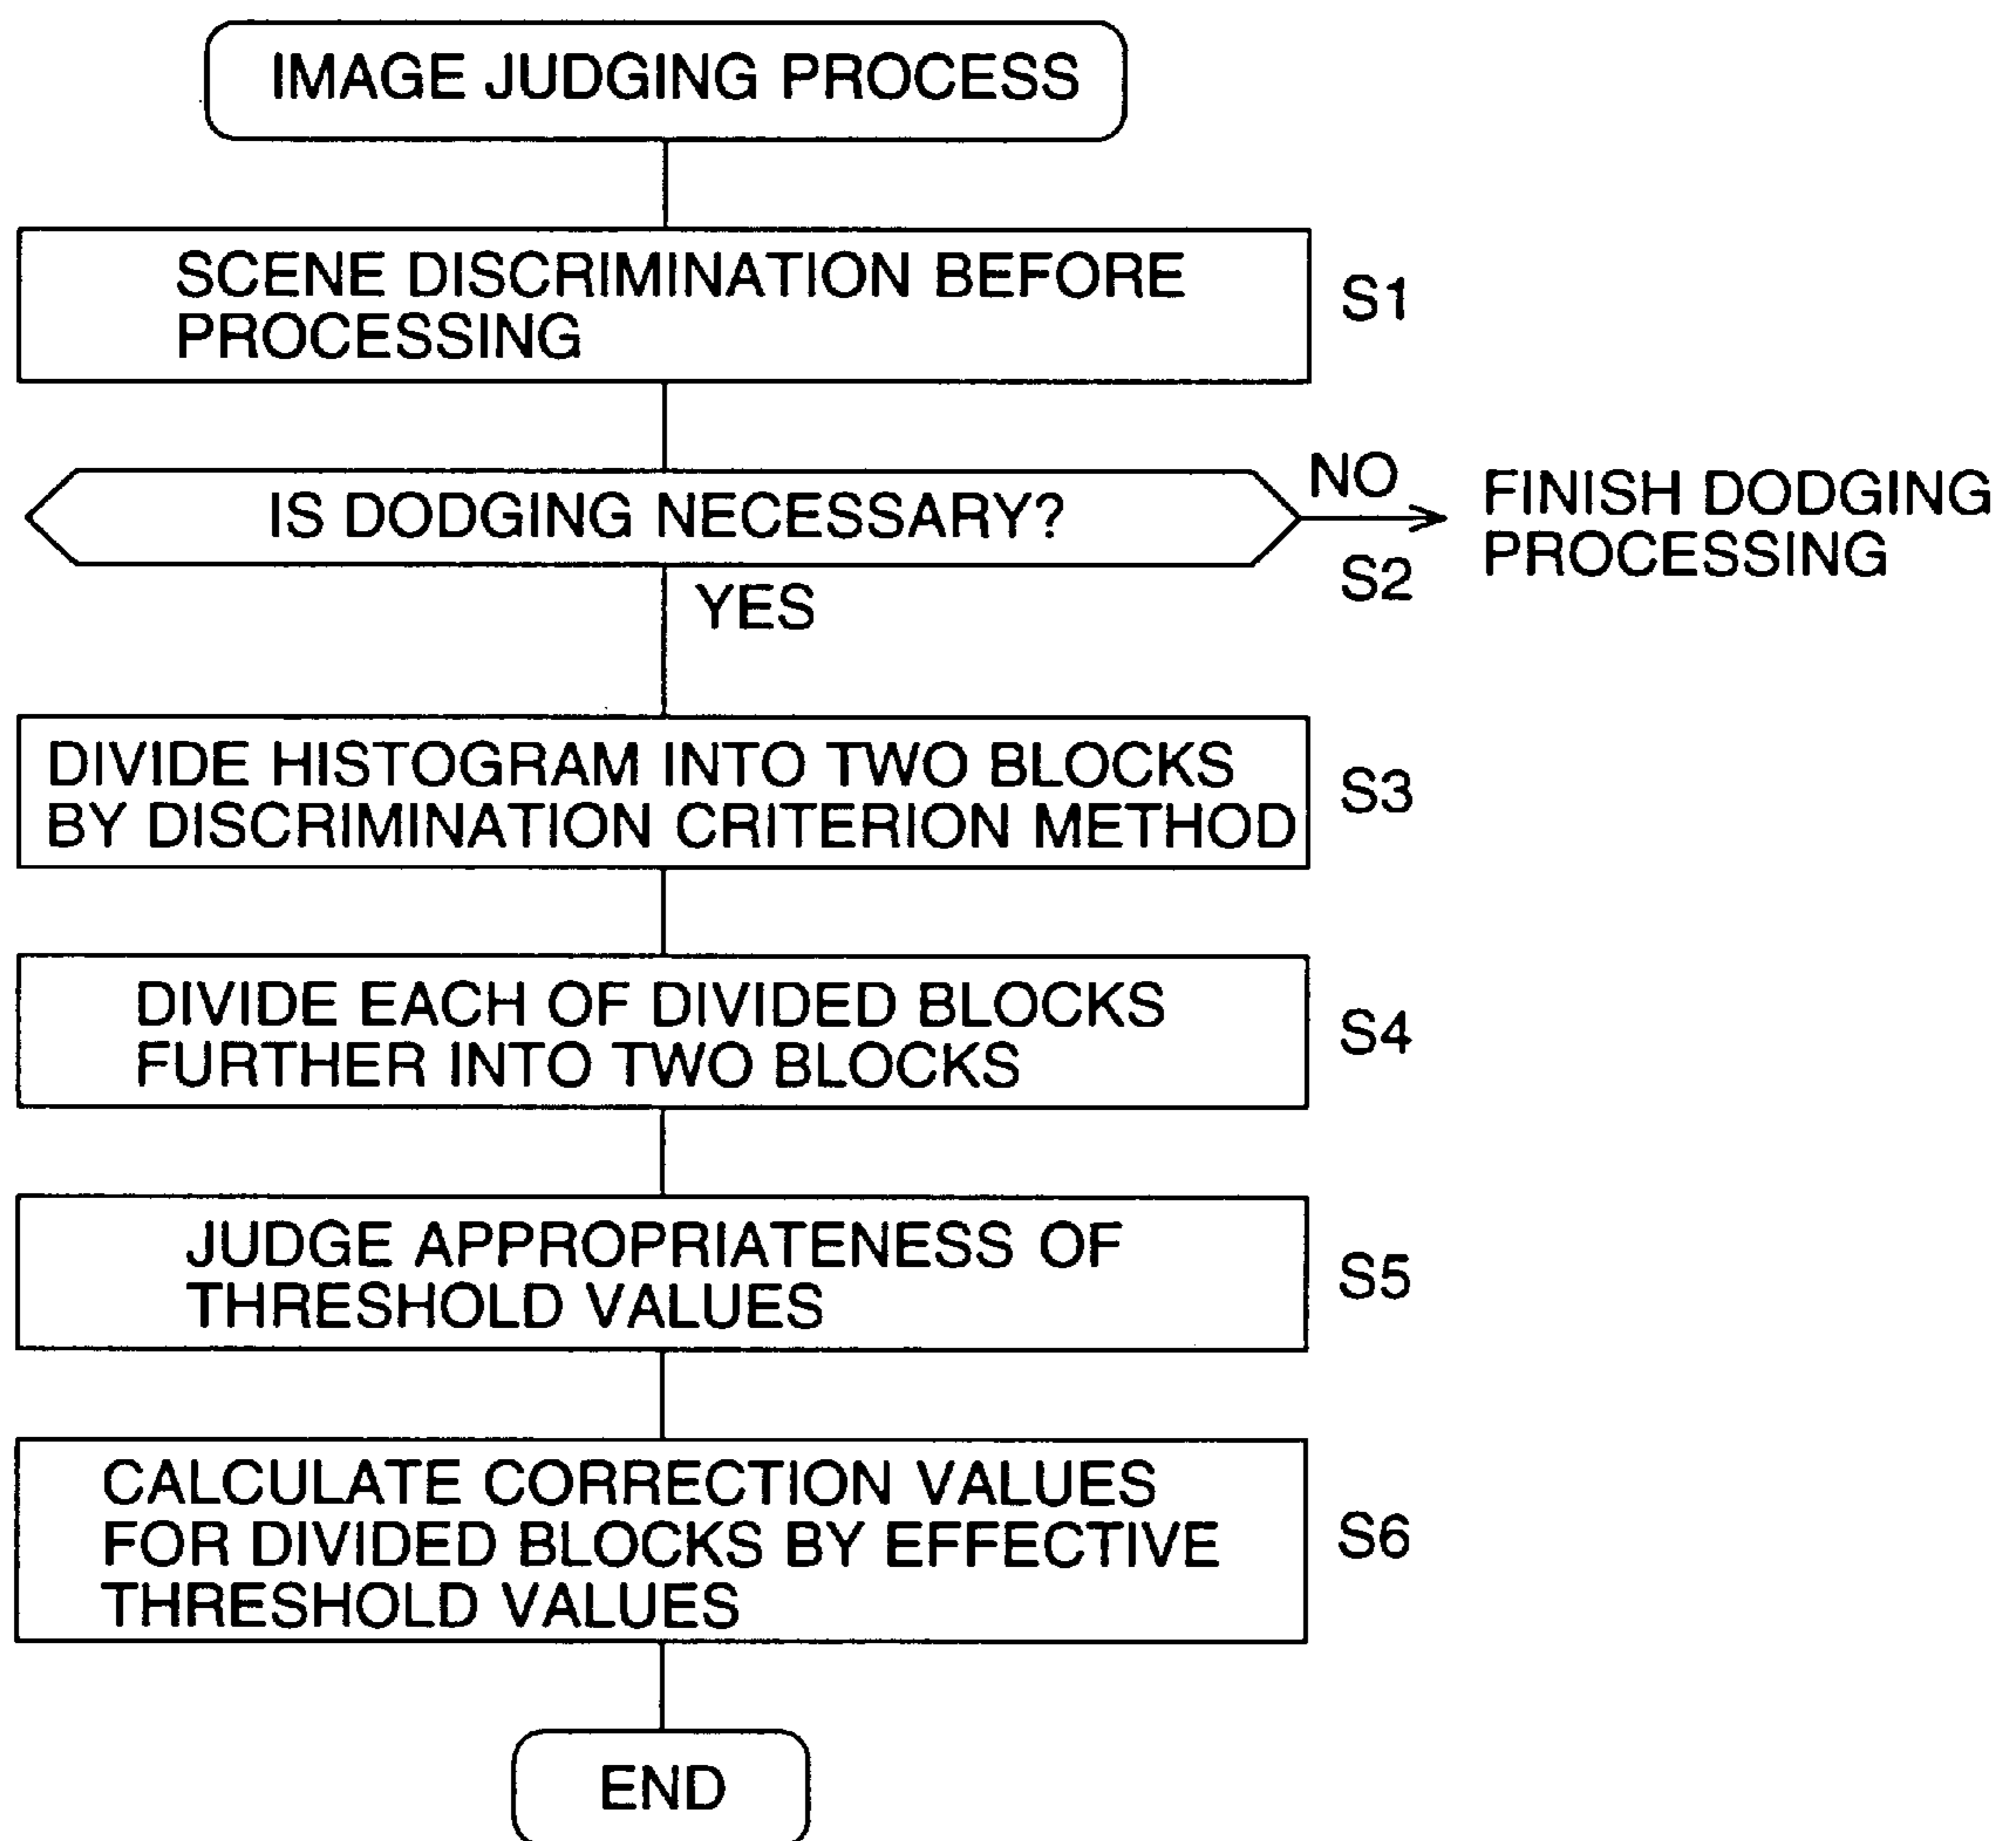 IMAGE JUDGING PROCESS
SCENE DISCRIMINATION BEFORE
PROCESSING
S1
IS DODGING NECESSARY?
NO
S2
FINISH DODGING
PROCESSING
YES
DIVIDE HISTOGRAM INTO TWO BLOCKS
BY DISCRIMINATION CRITERION METHOD
S3
DIVIDE EACH OF DIVIDED BLOCKS
FURTHER INTO TWO BLOCKS
S4
JUDGE APPROPRIATENESS OF
THRESHOLD VALUES
S5
CALCULATE CORRECTION VALUES
FOR DIVIDED BLOCKS BY EFFECTIVE
THRESHOLD VALUES
S6
END